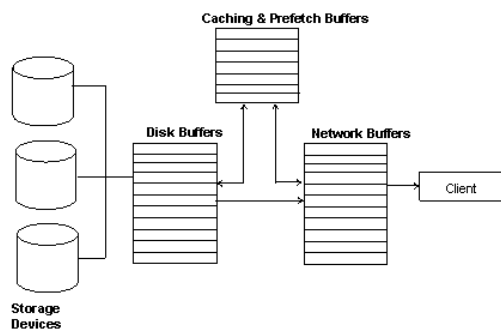 Caching & Prefetch Buffers
Disk Buffers
Network Buffers
Client
Storage
Devices